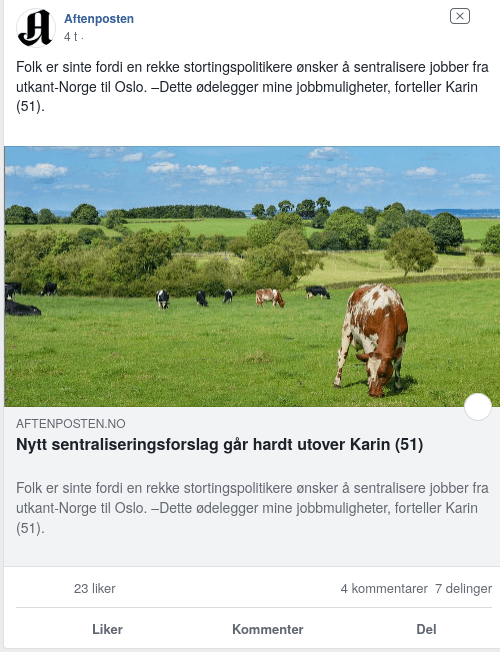 Aftenposten
4 t ·
Folk er sinte fordi en rekke stortingspolitikere ønsker å sentralisere jobber fra
utkant-Norge til Oslo. –Dette ødelegger mine jobbmuligheter, forteller Karin
(51).
AFTENPOSTEN.NO
Nytt sentraliseringsforslag går hardt utover Karin (51)
Folk er sinte fordi en rekke stortingspolitikere ønsker å sentralisere jobber fra
utkant-Norge til Oslo. –Dette ødelegger mine jobbmuligheter, forteller Karin
(51).
23 liker 4 kommentarer 7 delinger
Liker Kommenter Del